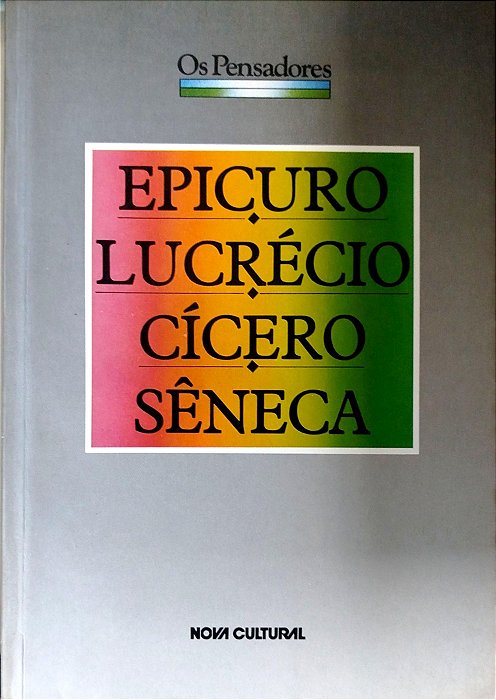 Os Pensadores
EPICURO
LUCRÉCIO
CÍCERO
SÊNECA
NOVA CULTURAL